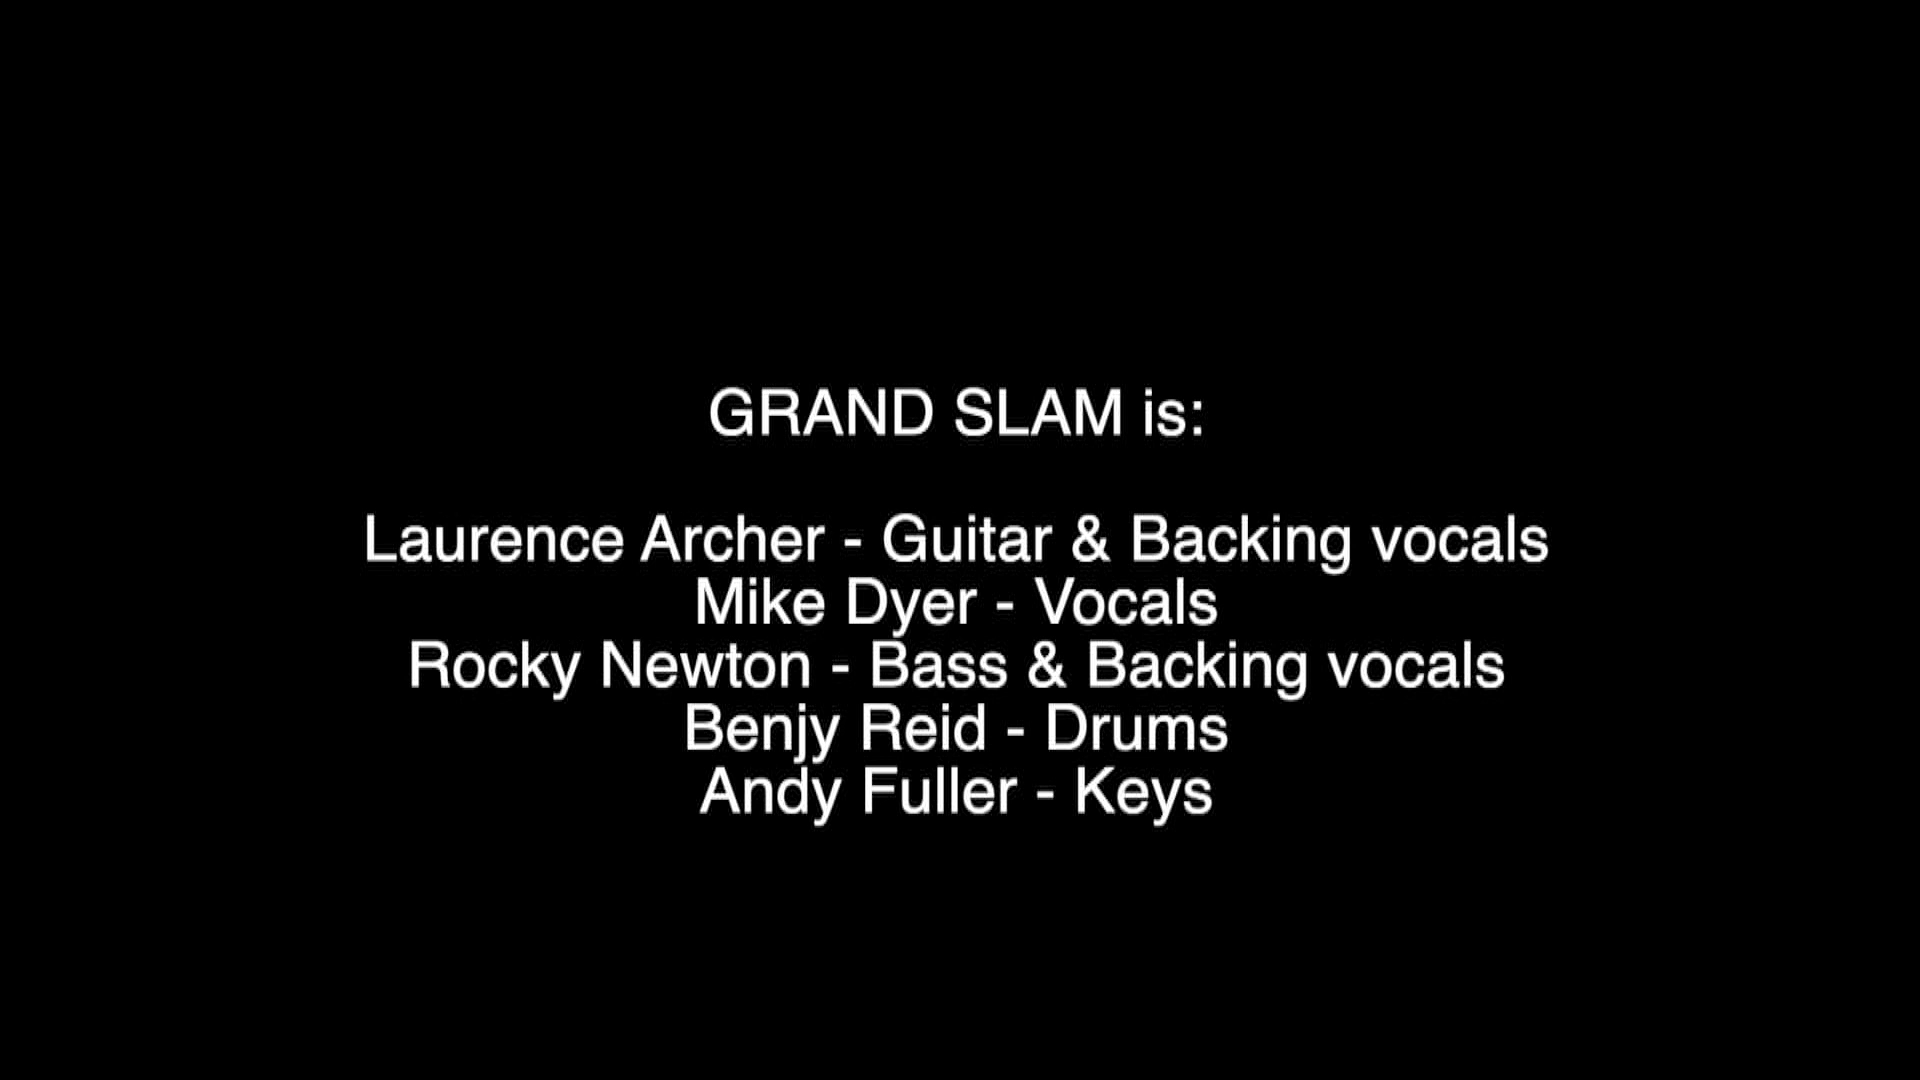 GRAND SLAM is:
Laurence Archer - Guitar & Backing vocals
Mike Dyer - Vocals
Rocky Newton - Bass & Backing vocals
Benjy Reid - Drums
Andy Fuller - Keys